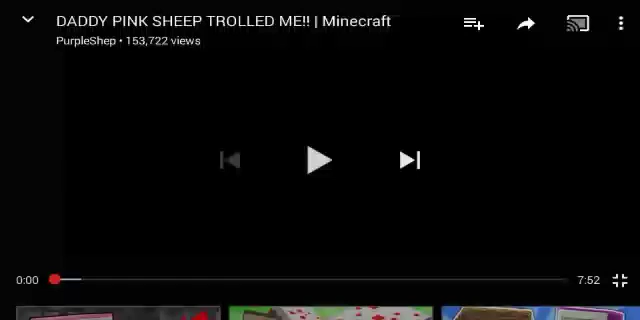 DADDY PINK SHEEP TROLLED ME!! | Minecraft
PurpleShep • 153,722 views
0:00
7:52